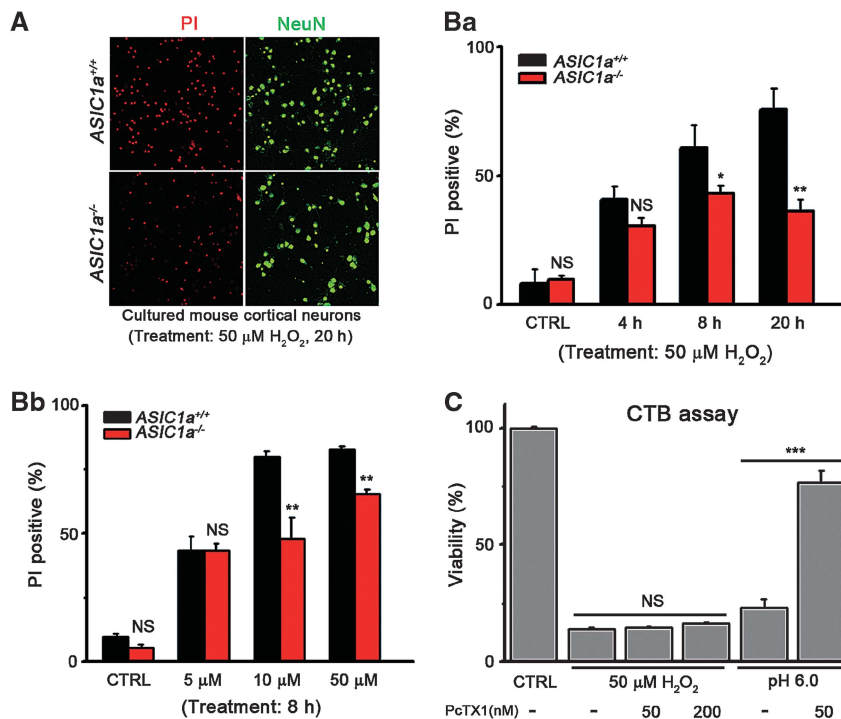 A
PI
NeuN
ASIC1a+/+
ASIC1a-/-
Cultured mouse cortical neurons
(Treatment: 50 µM H2O2, 20 h)
Ba
100
50
0
PI positive (%)
ASIC1a+/+
ASIC1a-/-
NS
NS
*
**
CTRL
4 h
8 h
20 h
(Treatment: 50 µM H2O2)
Bb
100
50
0
PI positive (%)
ASIC1a+/+
ASIC1a-/-
NS
NS
**
**
CTRL
5 µM
10 µM
50 µM
(Treatment: 8 h)
C
CTB assay
100
50
0
Viability (%)
NS
***
CTRL
50 µM H2O2
pH 6.0
PcTX1(nM) - - 50 200 - 50